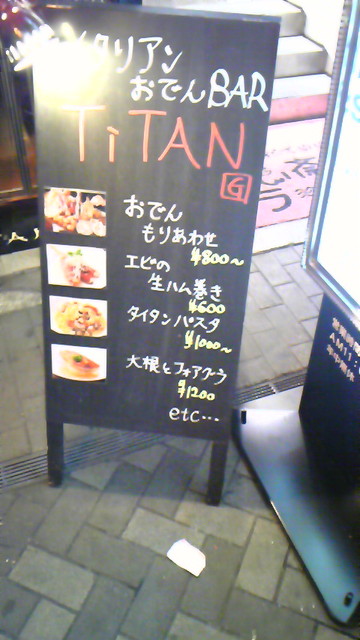 イタリアン
おでんBAR
TiTAN
G
おでん
もりあわせ
¥800～
エビの
生ハム巻き
¥600
タイタンパスタ
¥1000～
大根とフォアグラ
¥1200
etc...